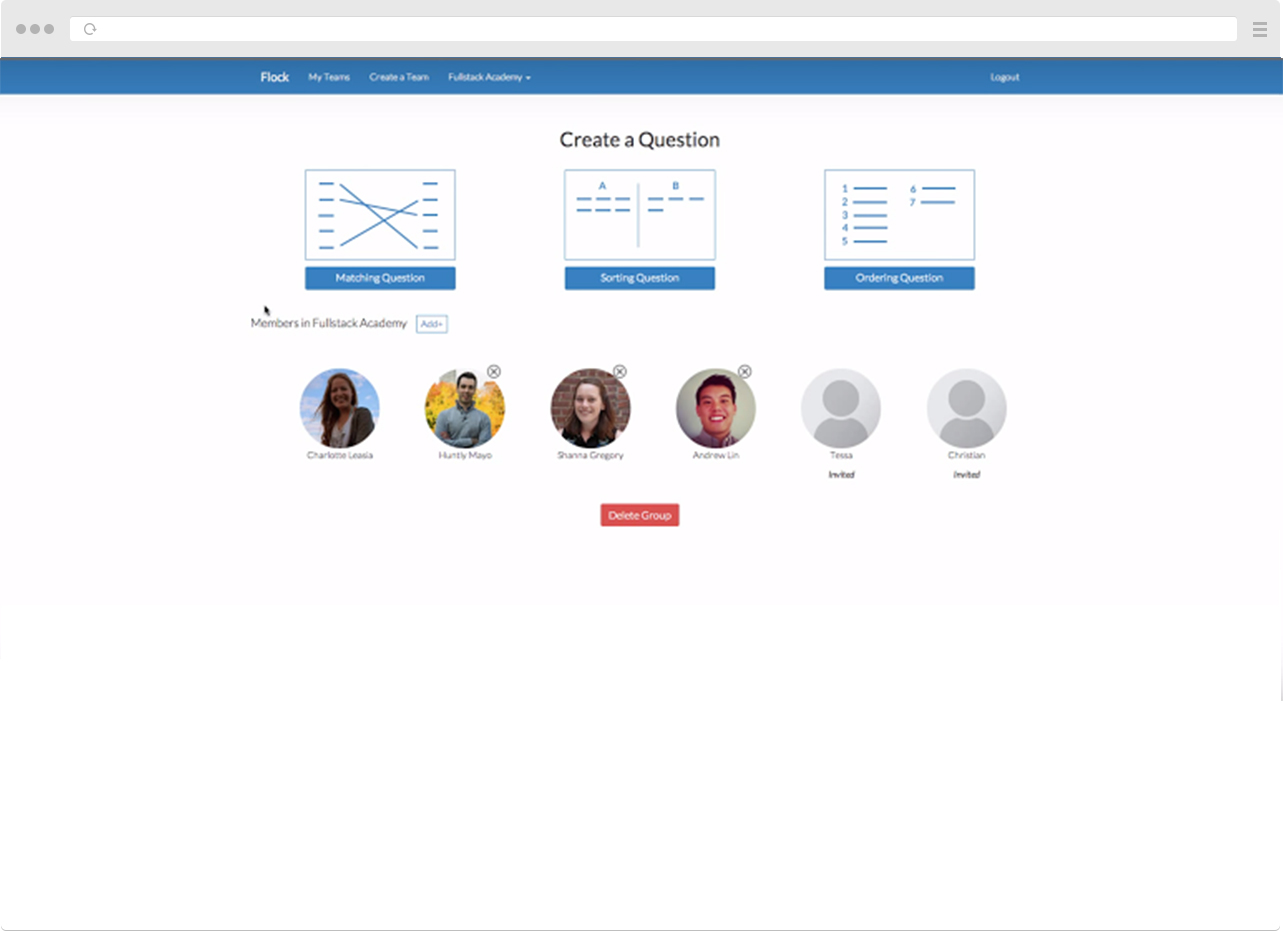 Flock My Teams Create a Team Fullstack Academy Logout
Create a Question
A B
1 6
2 7
3
4
5
Matching Question Sorting Question Ordering Question
Members in Fullstack Academy Add+
Charlotte Leasia Huntly Mayo Shanna Gregory Andrew Lin Tessa Christian
Invited Invited
Delete Group